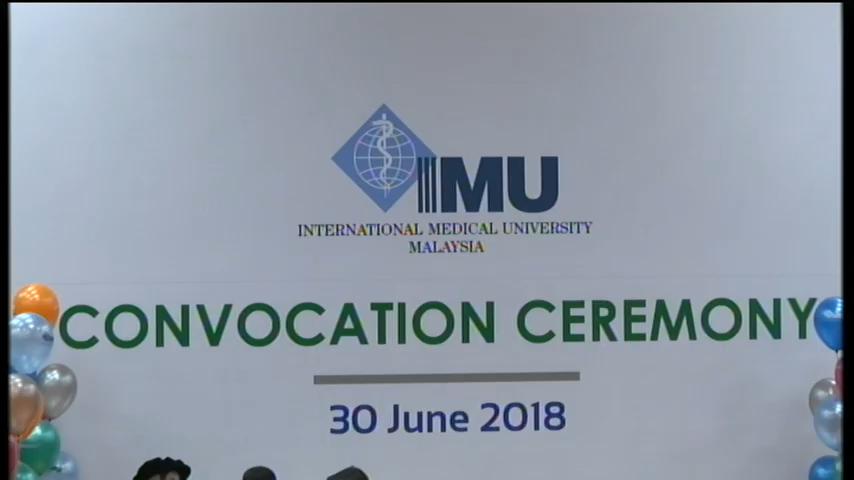 IMU
INTERNATIONAL MEDICAL UNIVERSITY
MALAYSIA
CONVOCATION CEREMONY
30 June 2018